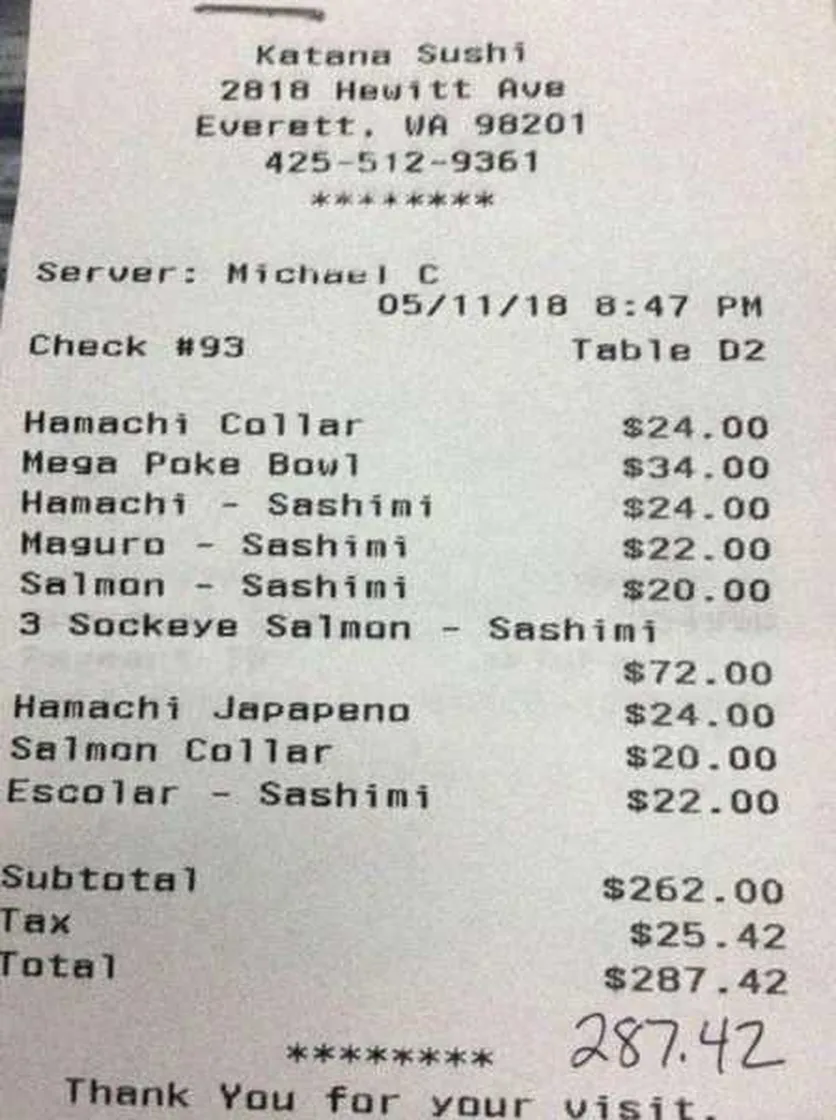 Katana Sushi
2818 Hewitt Ave
Everett, WA 98201
425-512-9361
********
Server: Michael C
05/11/18 8:47 PM
Check #93 Table D2
Hamachi Collar $24.00
Mega Poke Bowl $34.00
Hamachi - Sashimi $24.00
Maguro - Sashimi $22.00
Salmon - Sashimi $20.00
3 Sockeye Salmon - Sashimi
$72.00
Hamachi Japapeno $24.00
Salmon Collar $20.00
Escolar - Sashimi $22.00
Subtotal $262.00
Tax $25.42
Total $287.42
287.42
********
Thank You for your visit.